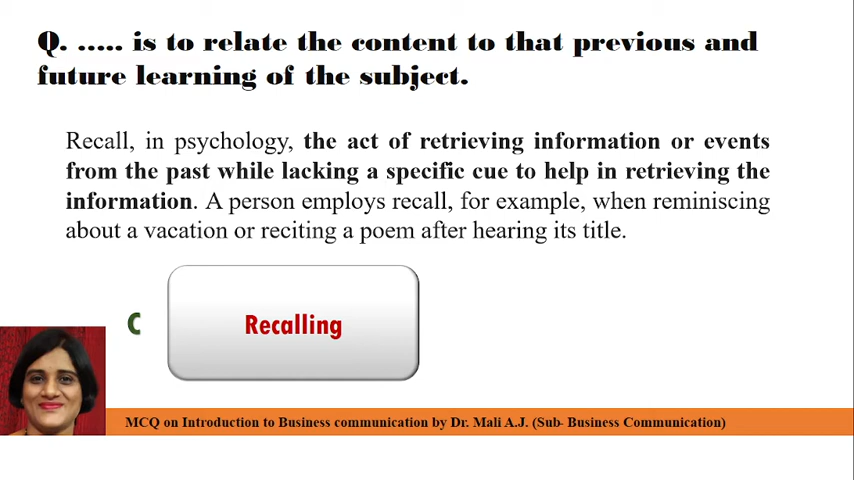 Q. ..... is to relate the content to that previous and
future learning of the subject.
Recall, in psychology, the act of retrieving information or events
from the past while lacking a specific cue to help in retrieving the
information. A person employs recall, for example, when reminiscing
about a vacation or reciting a poem after hearing its title.
C Recalling
MCQ on Introduction to Business communication by Dr. Mali A.J. (Sub- Business Communication)